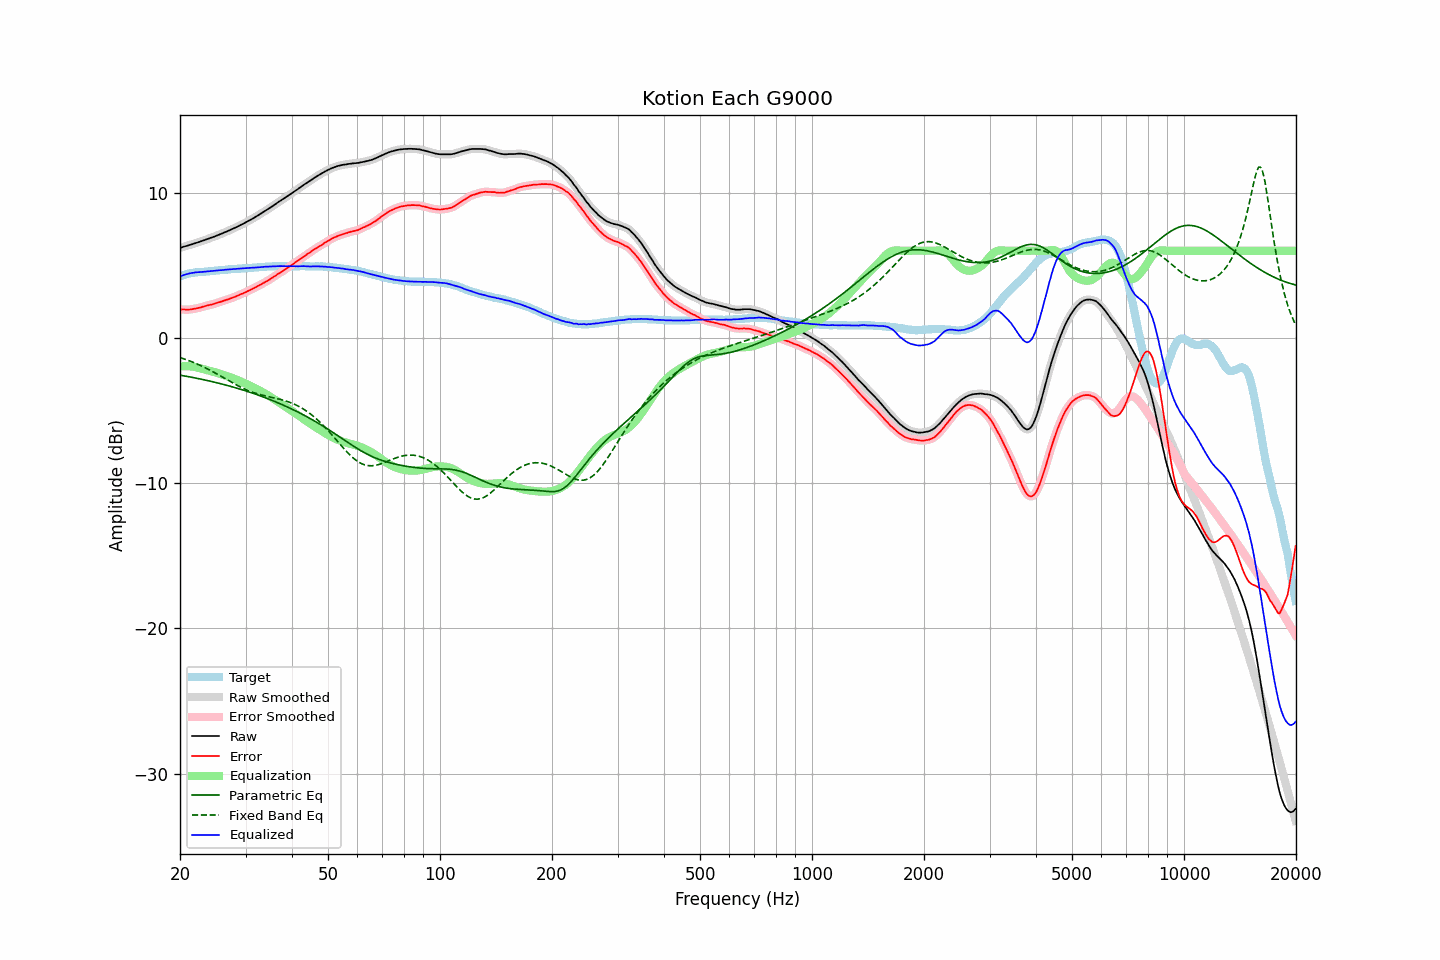 Kotion Each G9000
Amplitude (dBr)
10
0
−10
−20
−30
Target
Raw Smoothed
Error Smoothed
Raw
Error
Equalization
Parametric Eq
Fixed Band Eq
Equalized
20 50 100 200 500 1000 2000 5000 10000 20000
Frequency (Hz)